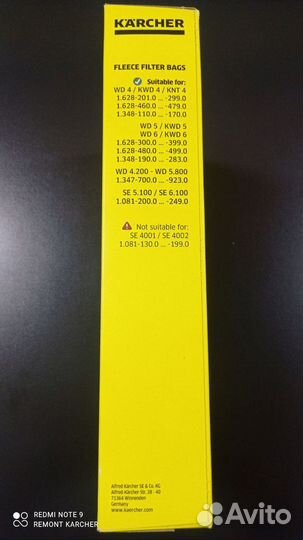 KÄRCHER
FLEECE FILTER BAGS
Suitable for:
WD 4 / KWD 4 / KNT 4
1.628-201.0 ... -299.0
1.628-460.0 ... -479.0
1.348-110.0 ... -170.0
WD 5 / KWD 5
WD 6 / KWD 6
1.628-300.0 ... -399.0
1.628-480.0 ... -499.0
1.348-190.0 ... -283.0
WD 4.200 - WD 5.800
1.347-700.0 ... -923.0
SE 5.100 / SE 6.100
1.081-200.0 ... -249.0
Not suitable for:
SE 4001 / SE 4002
1.081-130.0 ... -199.0
Alfred Kärcher SE & Co. KG
Alfred-Kärcher-Str. 28 - 40
71364 Winnenden
Germany
www.kaercher.com
REDMI NOTE 9
REMONT KARCHER
Avito